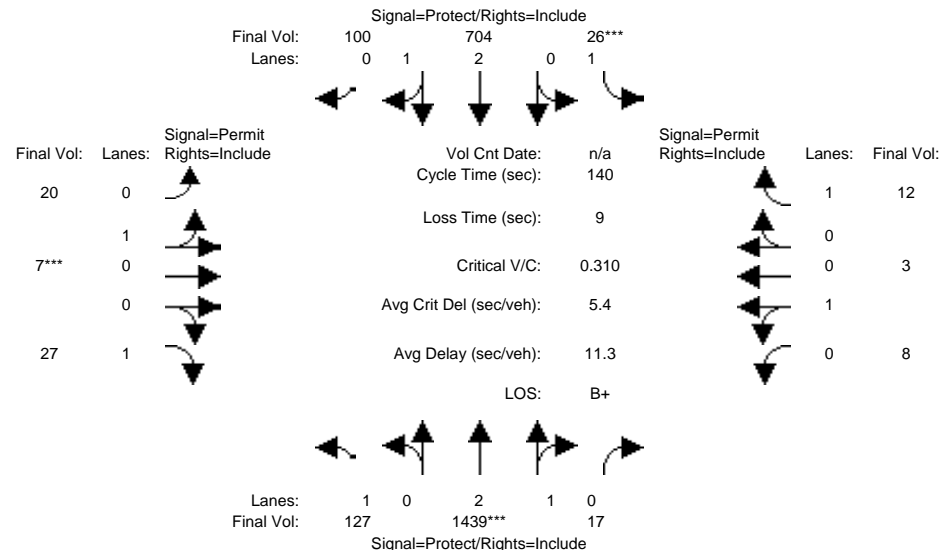 Signal=Protect/Rights=Include
Final Vol: 100 704 26***
Lanes: 0 1 2 0 1
Signal=Permit Signal=Permit
Final Vol: Lanes: Rights=Include Vol Cnt Date: n/a Rights=Include Lanes: Final Vol:
Cycle Time (sec): 140
20 0 1 12
Loss Time (sec): 9
1 0
7*** 0 Critical V/C: 0.310 0 3
0 Avg Crit Del (sec/veh): 5.4 1
27 1 Avg Delay (sec/veh): 11.3 0 8
LOS: B+
Lanes: 1 0 2 1 0
Final Vol: 127 1439*** 17
Signal=Protect/Rights=Include